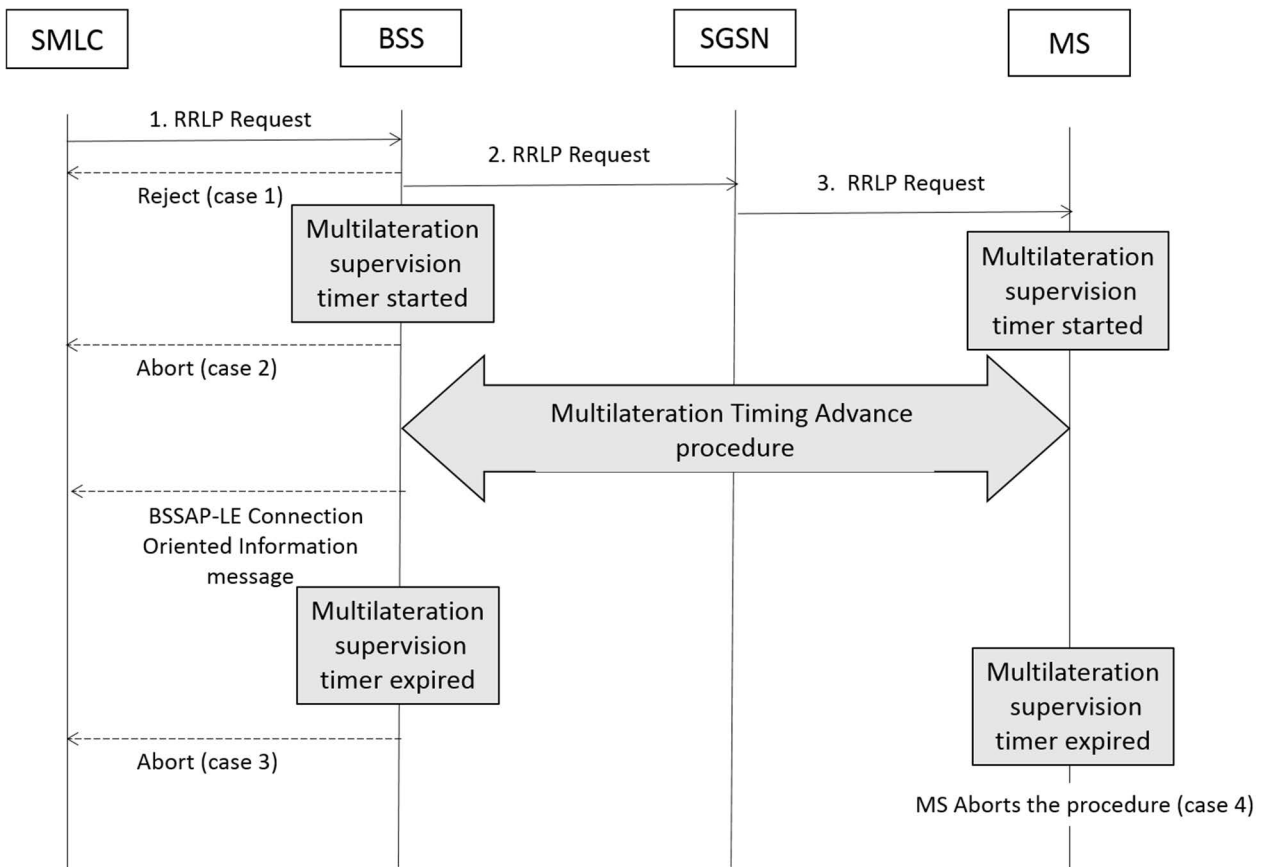 SMLC
BSS
SGSN
MS
1. RRLP Request
2. RRLP Request
3. RRLP Request
Reject (case 1)
Multilateration
supervision
timer started
Multilateration
supervision
timer started
Abort (case 2)
Multilateration Timing Advance
procedure
BSSAP-LE Connection
Oriented Information
message
Multilateration
supervision
timer expired
Multilateration
supervision
timer expired
Abort (case 3)
MS Aborts the procedure (case 4)